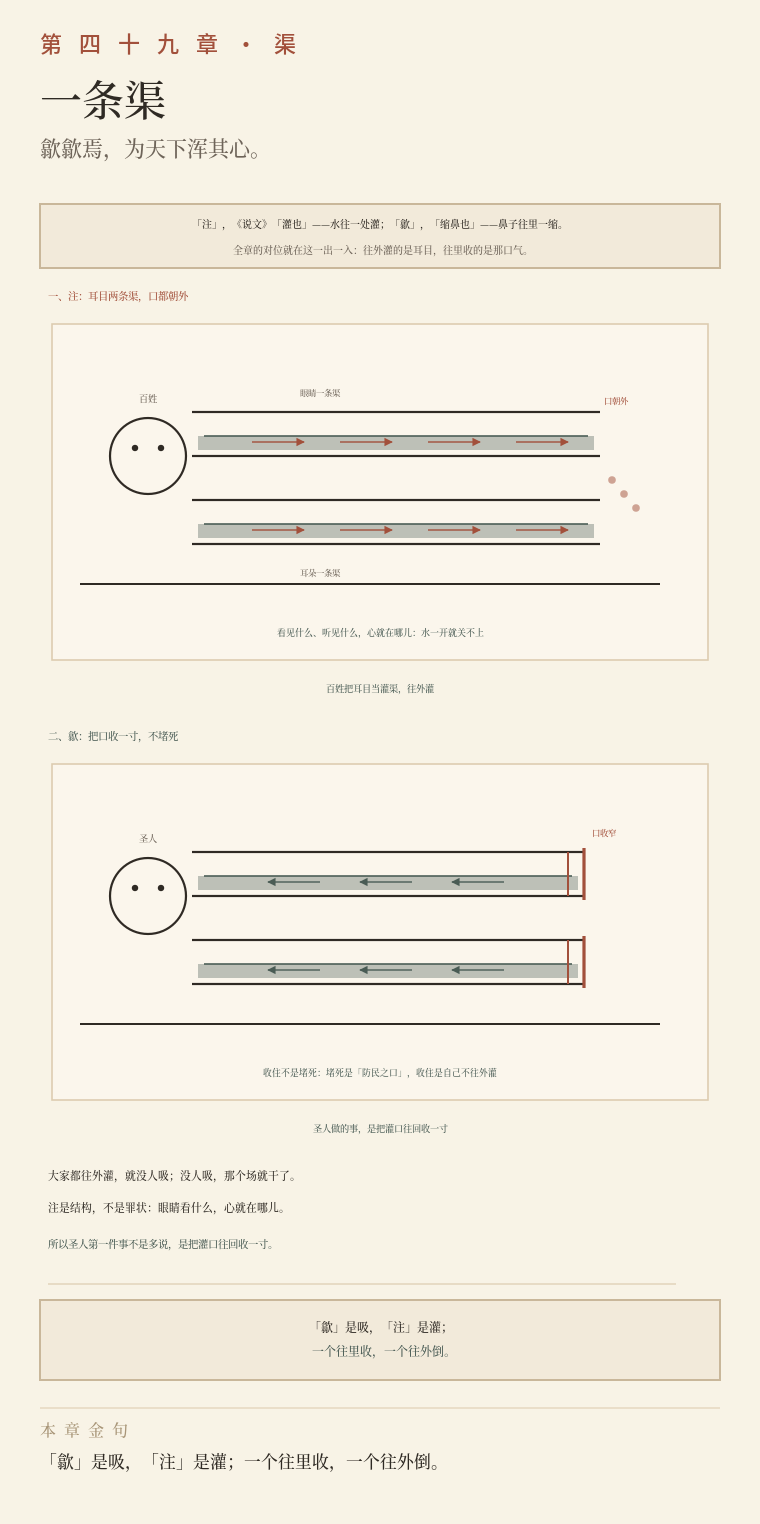 第四十九章·渠
一条渠
歙歙焉，为天下浑其心。
「注」，《说文》「灌也」——水往一处灌；「歙」，「缩鼻也」——鼻子往里一缩。
全章的对位就在这一出一入：往外灌的是耳目，往里收的是那口气。
一、注：耳目两条渠，口都朝外
眼睛一条渠
百姓
口朝外
耳朵一条渠
看见什么、听见什么，心就在哪儿：水一开就关不上
百姓把耳目当灌渠，往外灌
二、歙：把口收一寸，不堵死
圣人
口收窄
收住不是堵死：堵死是「防民之口」，收住是自己不往外灌
圣人做的事，是把灌口往回收一寸
大家都往外灌，就没人吸；没人吸，那个场就干了。
注是结构，不是罪状：眼睛看什么，心就在哪儿。
所以圣人第一件事不是多说，是把灌口往回收一寸。
「歙」是吸，「注」是灌；
一个往里收，一个往外倒。
本章金句
「歙」是吸，「注」是灌；一个往里收，一个往外倒。